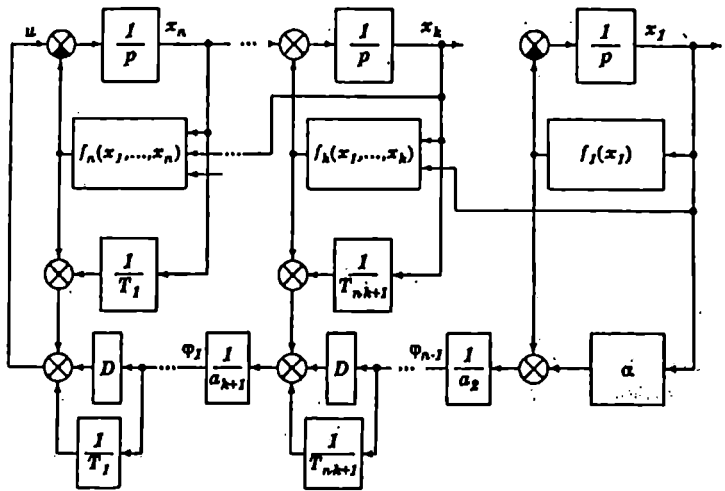 u 1/p x_n ... 1/p x_k 1/p x_1
f_n(x_1,...,x_n) ... f_k(x_1,...,x_k) f_1(x_1)
1/T_1 1/T_{n-k+1}
D ... φ_1 1/a_{k+1} D ... φ_{n-1} 1/a_2 α
1/T_1 1/T_{n-k+1}